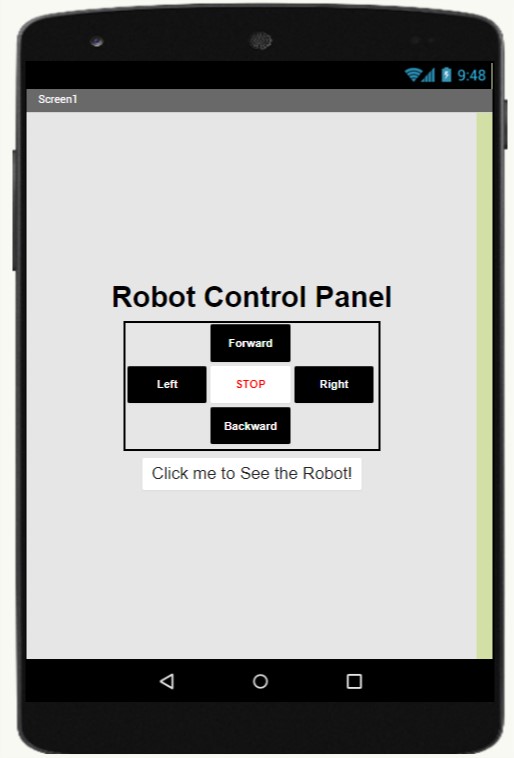 9:48
Screen1
Robot Control Panel
Forward
Left STOP Right
Backward
Click me to See the Robot!